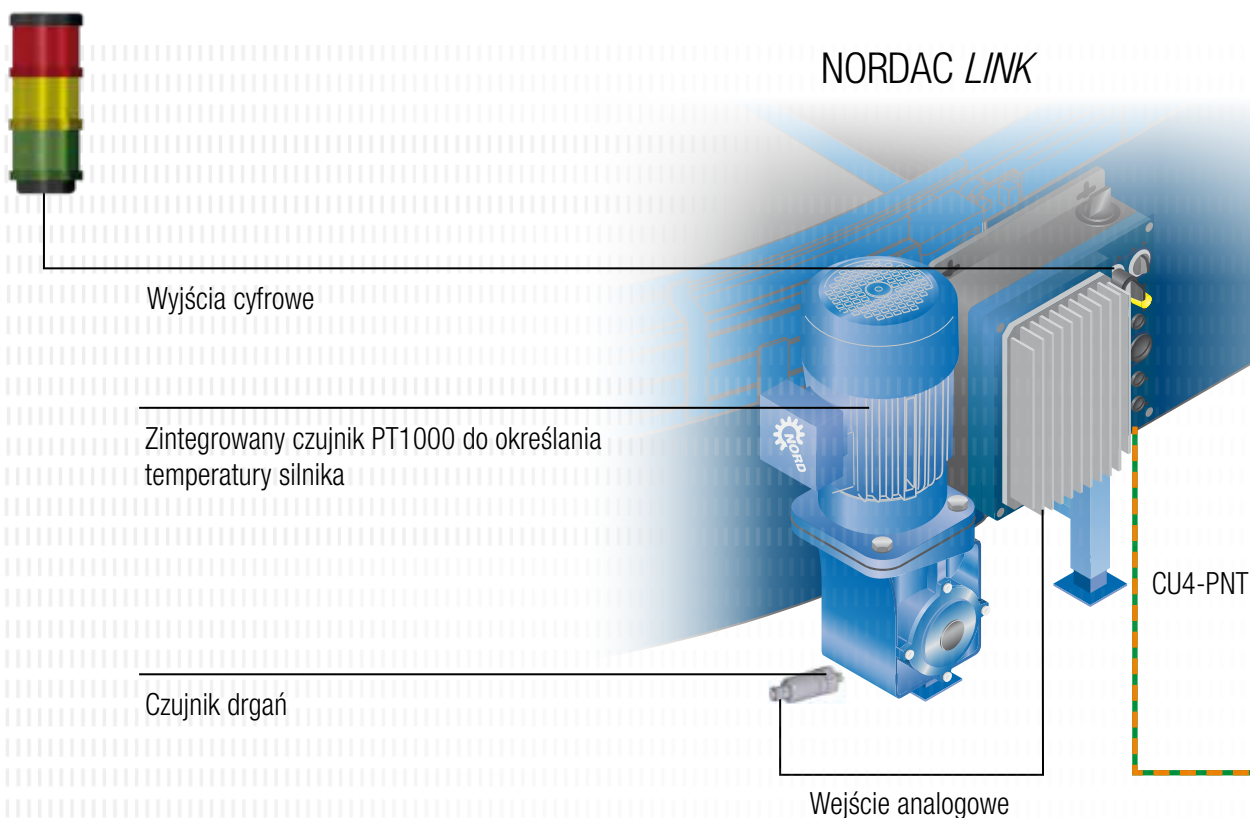 NORDAC LINK
Wyjścia cyfrowe
Zintegrowany czujnik PT1000 do określania
temperatury silnika
NORD
CU4-PNT
Czujnik drgań
Wejście analogowe